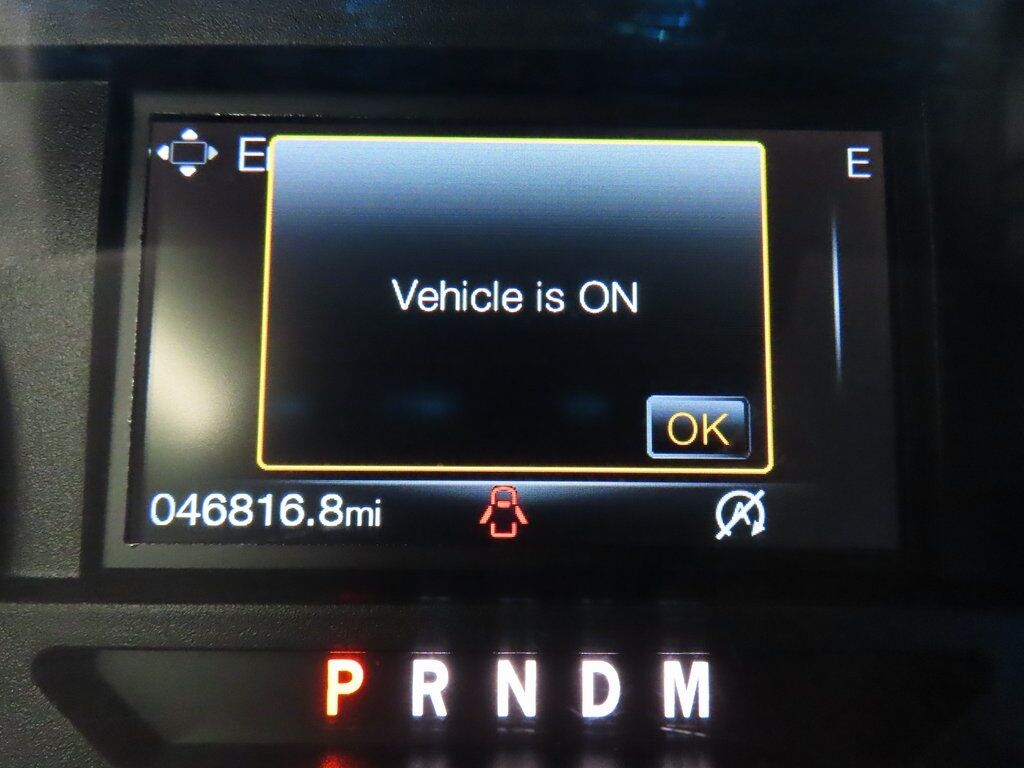 E
E
Vehicle is ON
OK
046816.8mi
A
P R N D M